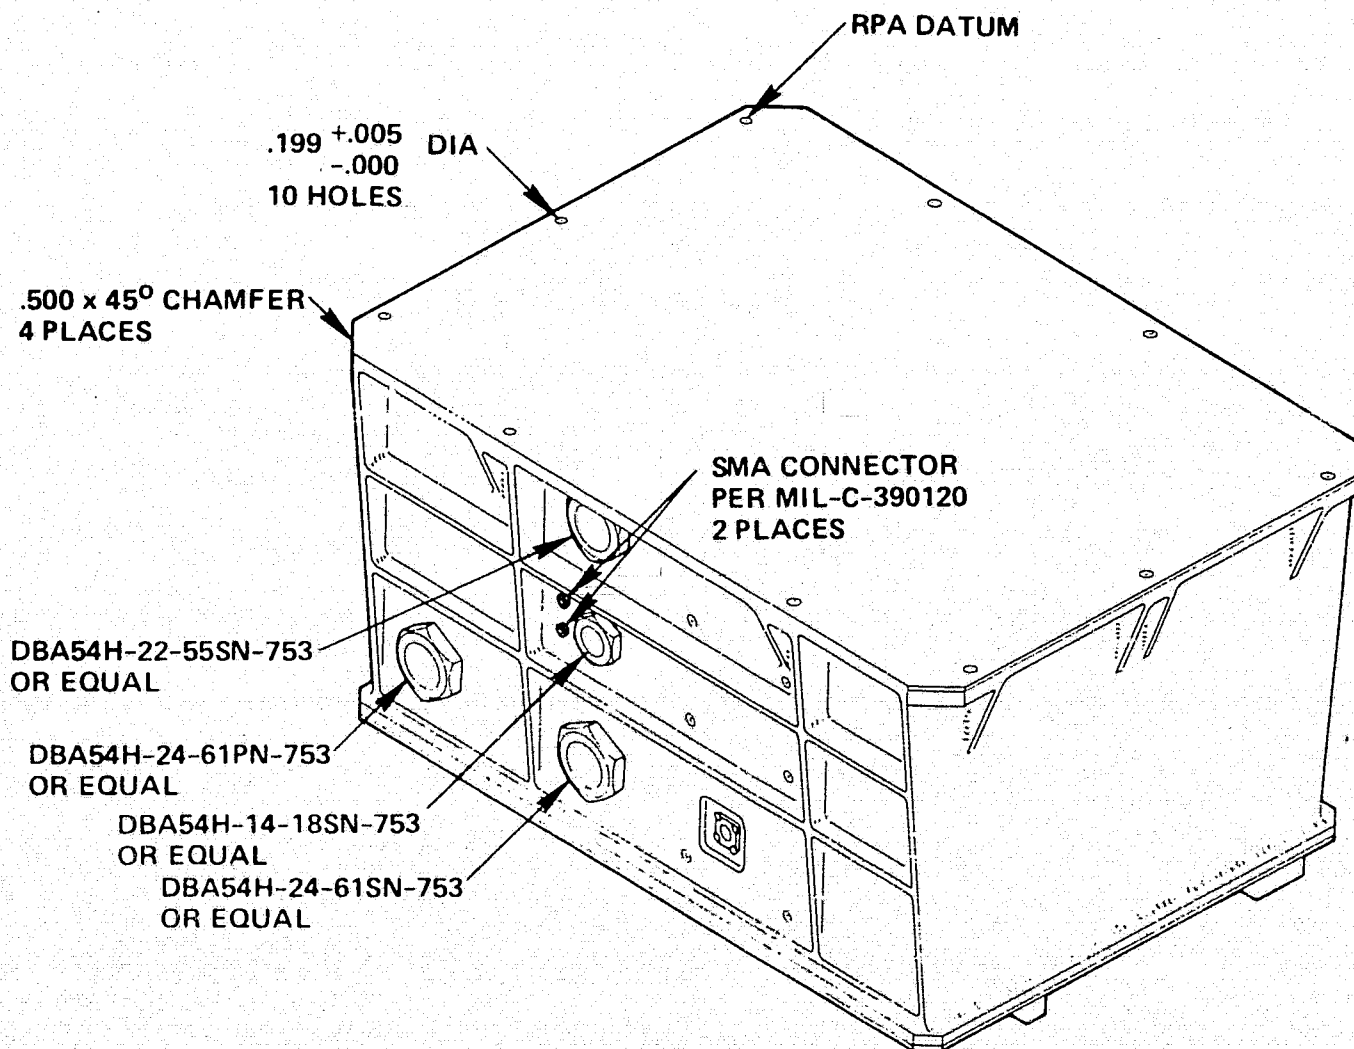 RPA DATUM
.199 +.005 -.000 DIA
10 HOLES
.500 x 45° CHAMFER
4 PLACES
SMA CONNECTOR
PER MIL-C-390120
2 PLACES
DBA54H-22-55SN-753
OR EQUAL
DBA54H-24-61PN-753
OR EQUAL
DBA54H-14-18SN-753
OR EQUAL
DBA54H-24-61SN-753
OR EQUAL